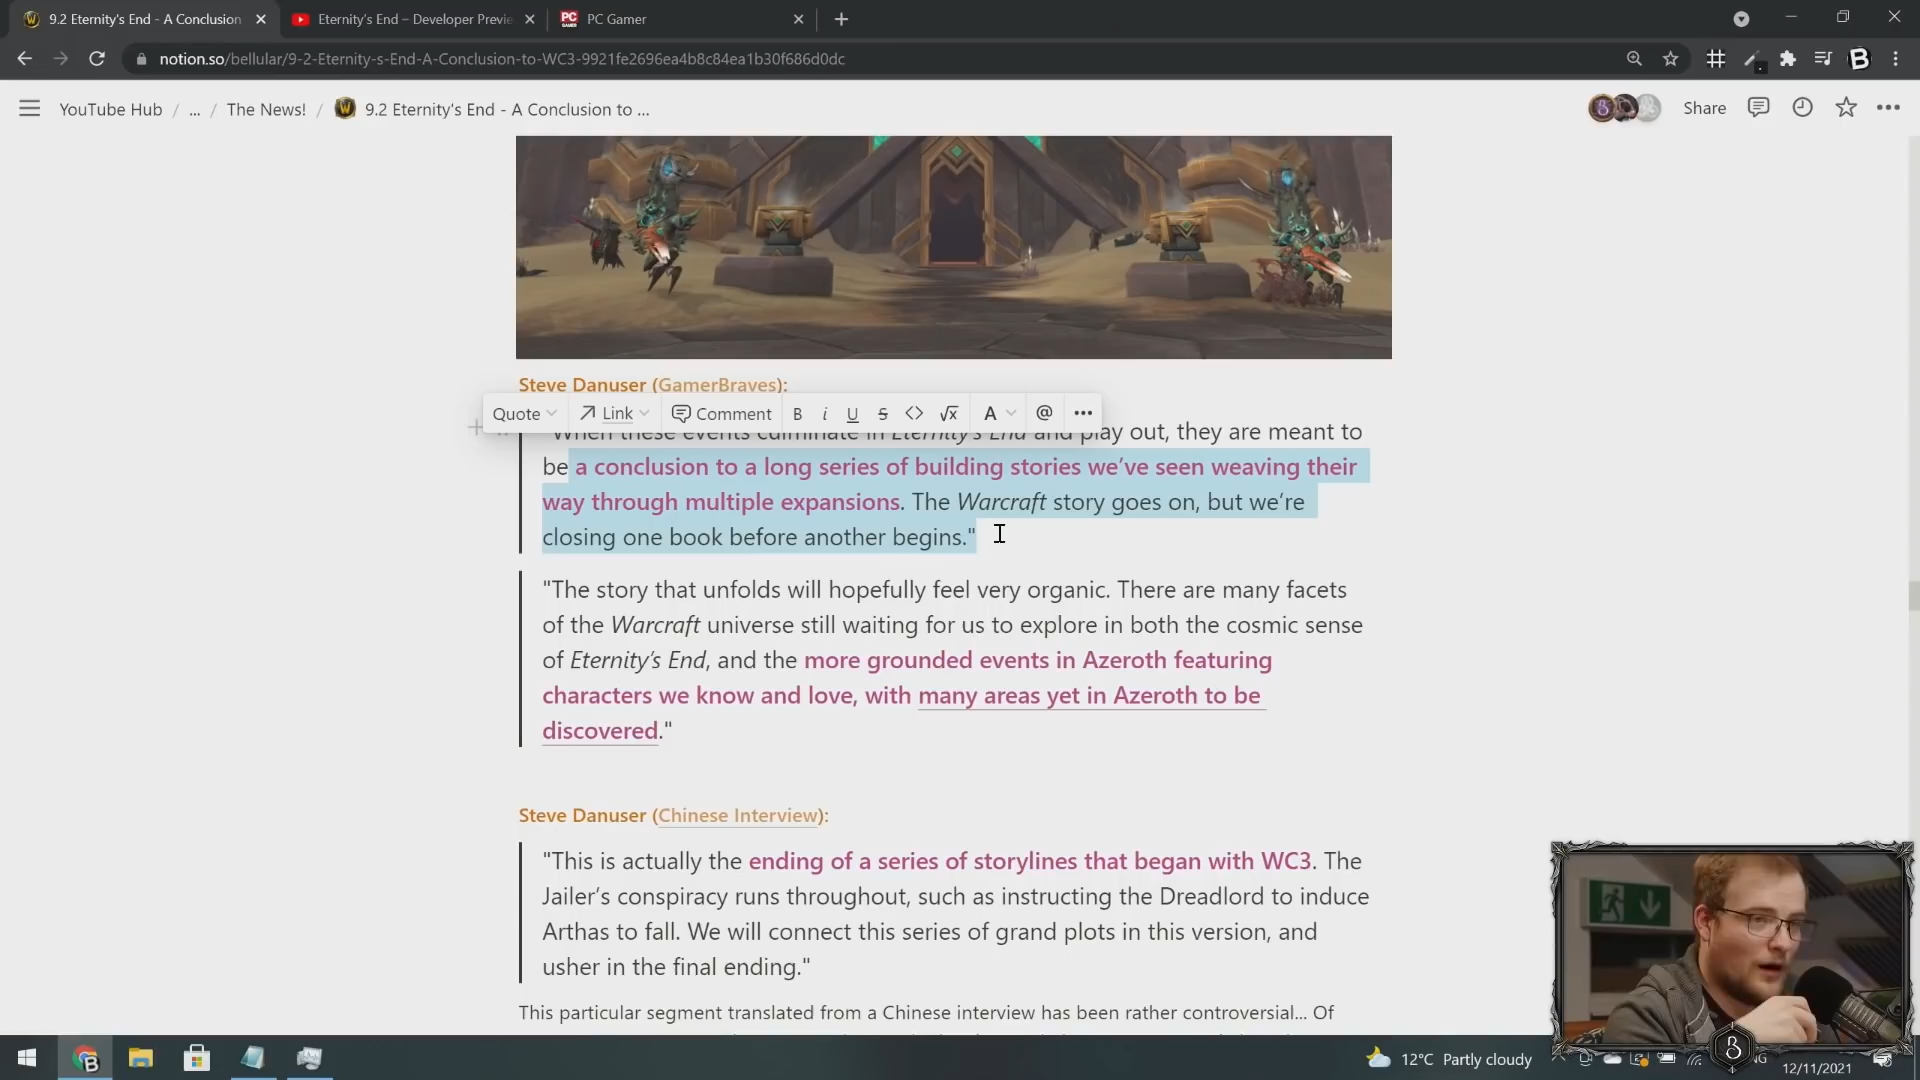 9.2 Eternity's End - A Conclusion
Eternity's End – Developer Previe
PC Gamer
notion.so/bellular/9-2-Eternity-s-End-A-Conclusion-to-WC3-9921fe2696ea4b8c84ea1b30f686d0dc
YouTube Hub / ... / The News! / 9.2 Eternity's End - A Conclusion to ...
Share
Steve Danuser (GamerBraves):
Quote Link Comment B i U S <> √x A @ •••
"When these events culminate in Eternity's End and play out, they are meant to
be a conclusion to a long series of building stories we've seen weaving their
way through multiple expansions. The Warcraft story goes on, but we're
closing one book before another begins."
"The story that unfolds will hopefully feel very organic. There are many facets
of the Warcraft universe still waiting for us to explore in both the cosmic sense
of Eternity's End, and the more grounded events in Azeroth featuring
characters we know and love, with many areas yet in Azeroth to be
discovered."
Steve Danuser (Chinese Interview):
"This is actually the ending of a series of storylines that began with WC3. The
Jailer's conspiracy runs throughout, such as instructing the Dreadlord to induce
Arthas to fall. We will connect this series of grand plots in this version, and
usher in the final ending."
This particular segment translated from a Chinese interview has been rather controversial... Of
12°C Partly cloudy
12/11/2021